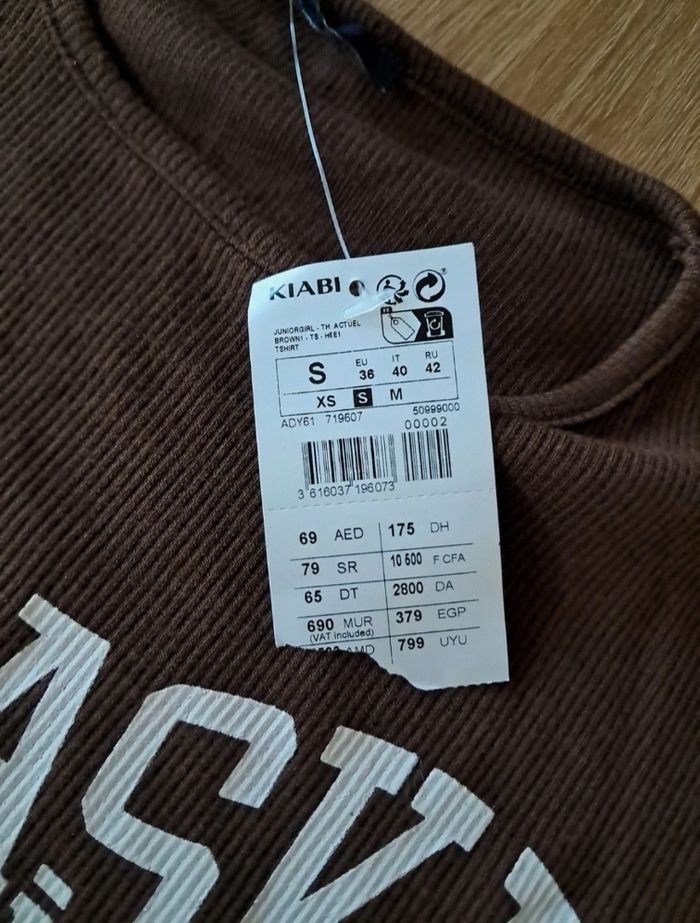 KIABI
JUNIORGIRL - TH ACTUEL
BROWN1 - TS - H6E1
TSHIRT
S EU 36 IT 40 RU 42
XS S M
ADY61 719607 50999000
00002
3 616037 196073
69 AED 175 DH
79 SR 10 500 F CFA
65 DT 2800 DA
690 MUR 379 EGP
(VAT included)
AMD 799 UYU